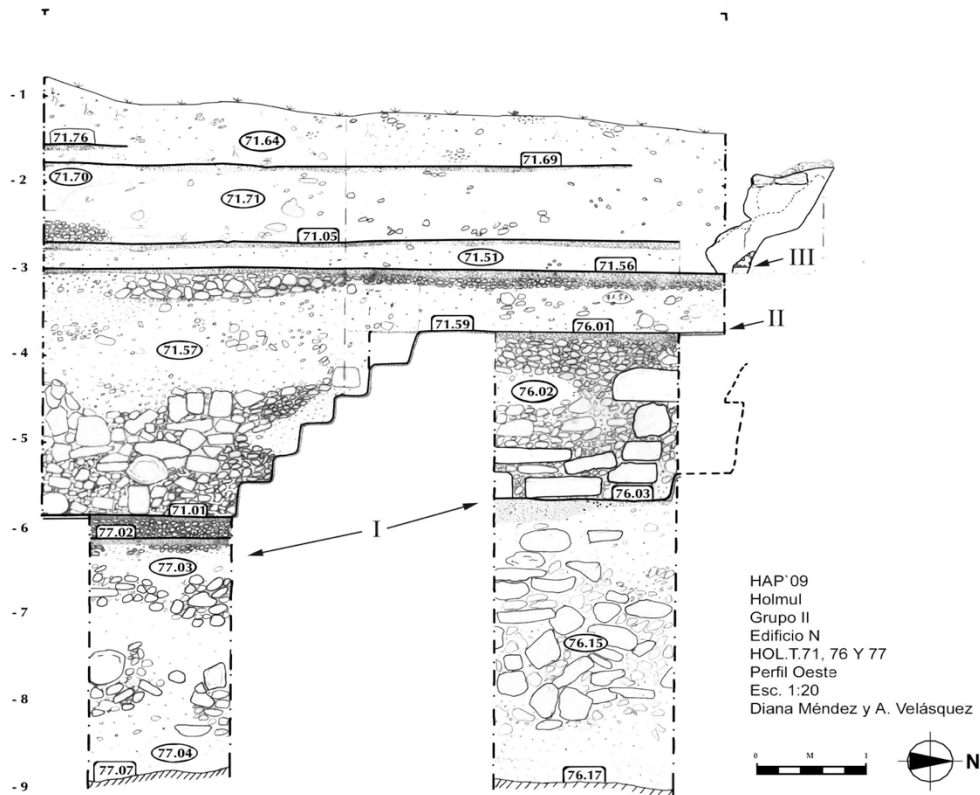 - 1
71.76
71.64
71.69
- 2
71.70
71.71
71.05
71.51
- 3
71.56
III
71.59
76.01
II
- 4
71.57
76.02
- 5
76.03
71.01
- 6
77.02
I
77.03
- 7
76.15
- 8
77.04
77.07
76.17
- 9
HAP`09
Holmul
Grupo II
Edificio N
HOL.T.71, 76 Y 77
Perfil Oeste
Esc. 1:20
Diana Méndez y A. Velásquez
0 M 1
N